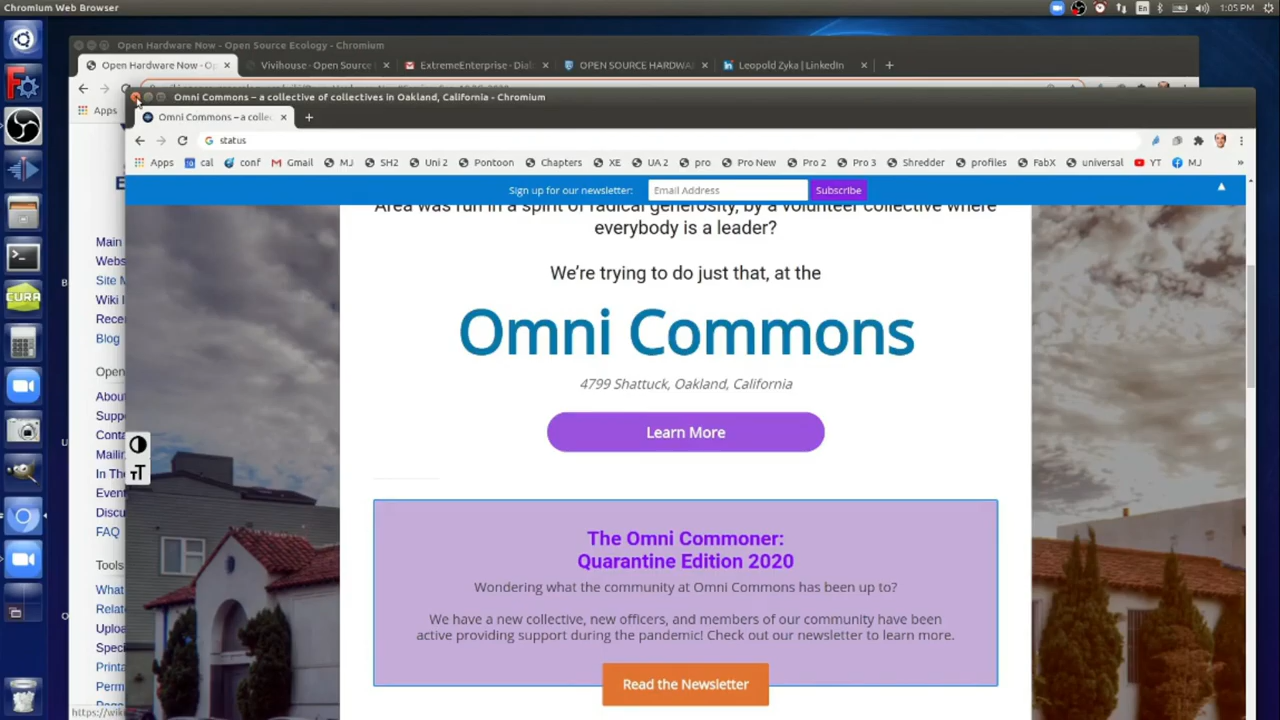 Chromium Web Browser
En
1:05 PM
Open Hardware Now - Open Source Ecology - Chromium
Open Hardware Now - Op
Vivihouse - Open Source
ExtremeEnterprise - Dial
OPEN SOURCE HARDWA
Leopold Zyka | LinkedIn
Apps
Omni Commons – a collective of collectives in Oakland, California - Chromium
Omni Commons – a colle
status
Apps cal conf Gmail MJ SH2 Uni 2 Pontoon Chapters XE UA 2 pro Pro New Pro 2 Pro 3 Shredder profiles FabX universal YT MJ »
Sign up for our newsletter: Email Address Subscribe
Area was run in a spirit of radical generosity, by a volunteer collective where
everybody is a leader?
We're trying to do just that, at the
Omni Commons
4799 Shattuck, Oakland, California
Learn More
The Omni Commoner:
Quarantine Edition 2020
Wondering what the community at Omni Commons has been up to?
We have a new collective, new officers, and members of our community have been
active providing support during the pandemic! Check out our newsletter to learn more.
Read the Newsletter
Main
Webs
Site M
Wiki I
Rece
Blog
Open
Abou
Supp
Conta
Mailin
In The
Event
Discu
FAQ
Tools
What
Relat
Uploa
Speci
Printa
Perm
https://wik
CURA